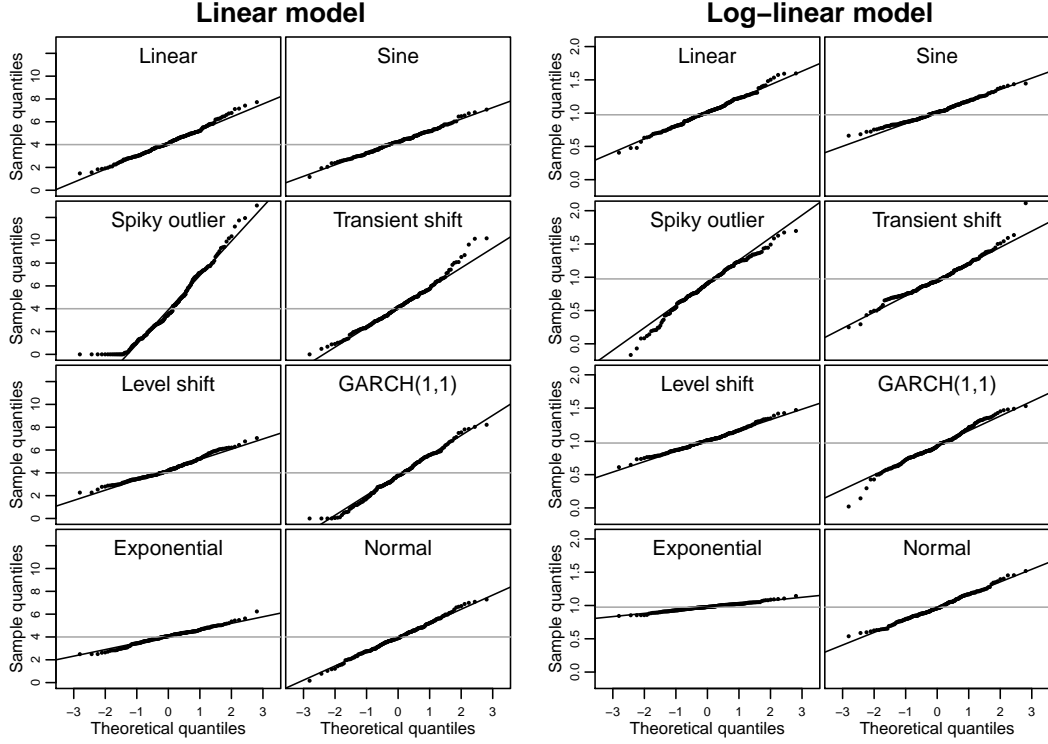 Linear model
Log−linear model
Linear
Sine
Linear
Sine
Sample quantiles
0 2 4 6 8 10
Sample quantiles
0.0 0.5 1.0 1.5 2.0
Spiky outlier
Transient shift
Spiky outlier
Transient shift
Sample quantiles
0 2 4 6 8 10
Sample quantiles
0.0 0.5 1.0 1.5 2.0
Level shift
GARCH(1,1)
Level shift
GARCH(1,1)
Sample quantiles
0 2 4 6 8 10
Sample quantiles
0.0 0.5 1.0 1.5 2.0
Exponential
Normal
Exponential
Normal
Sample quantiles
0 2 4 6 8 10
Sample quantiles
0.0 0.5 1.0 1.5 2.0
−3 −2 −1 0 1 2 3
−3 −2 −1 0 1 2 3
−3 −2 −1 0 1 2 3
−3 −2 −1 0 1 2 3
Theoretical quantiles
Theoretical quantiles
Theoretical quantiles
Theoretical quantiles